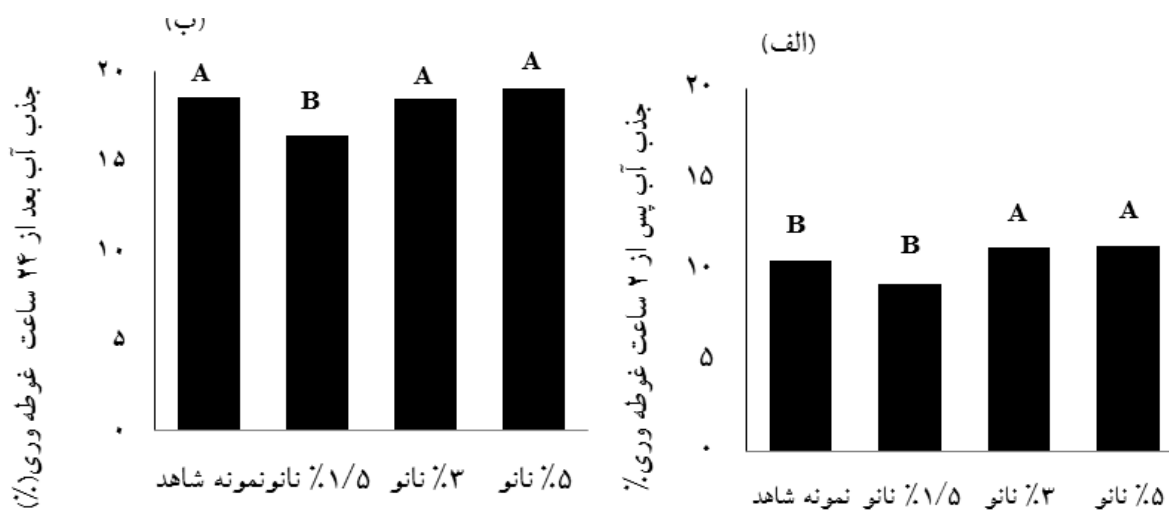 (الف)
جذب آب پس از ۲ ساعت غوطه وری٪
۲۰
۱۵
۱۰
۵
۰
B
B
A
A
نمونه شاهد
۱/۵٪ نانو
۳٪ نانو
۵٪ نانو
(ب)
جذب آب بعد از ۲۴ ساعت غوطه وری(٪)
۲۰
۱۵
۱۰
۵
۰
A
B
A
A
نمونه شاهد
۱/۵٪ نانو
۳٪ نانو
۵٪ نانو